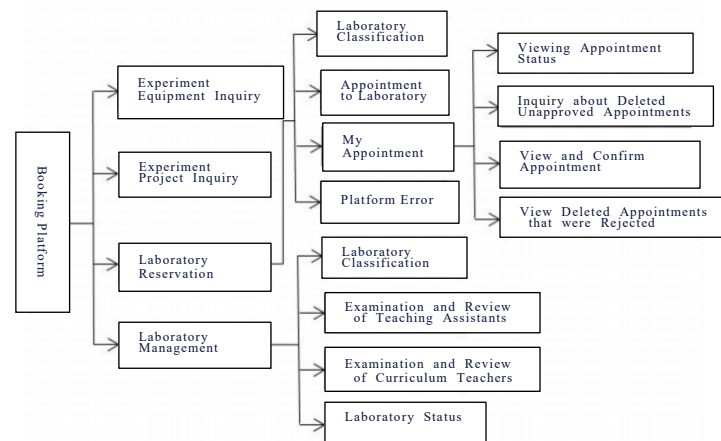 Booking Platform
Experiment
Equipment Inquiry
Experiment
Project Inquiry
Laboratory
Reservation
Laboratory
Management
Laboratory
Classification
Appointment
to Laboratory
My
Appointment
Platform Error
Laboratory
Classification
Examination and Review
of Teaching Assistants
Examination and Review
of Curriculum Teachers
Laboratory Status
Viewing Appointment
Status
Inquiry about Deleted
Unapproved Appointments
View and Confirm
Appointment
View Deleted Appointments
that were Rejected